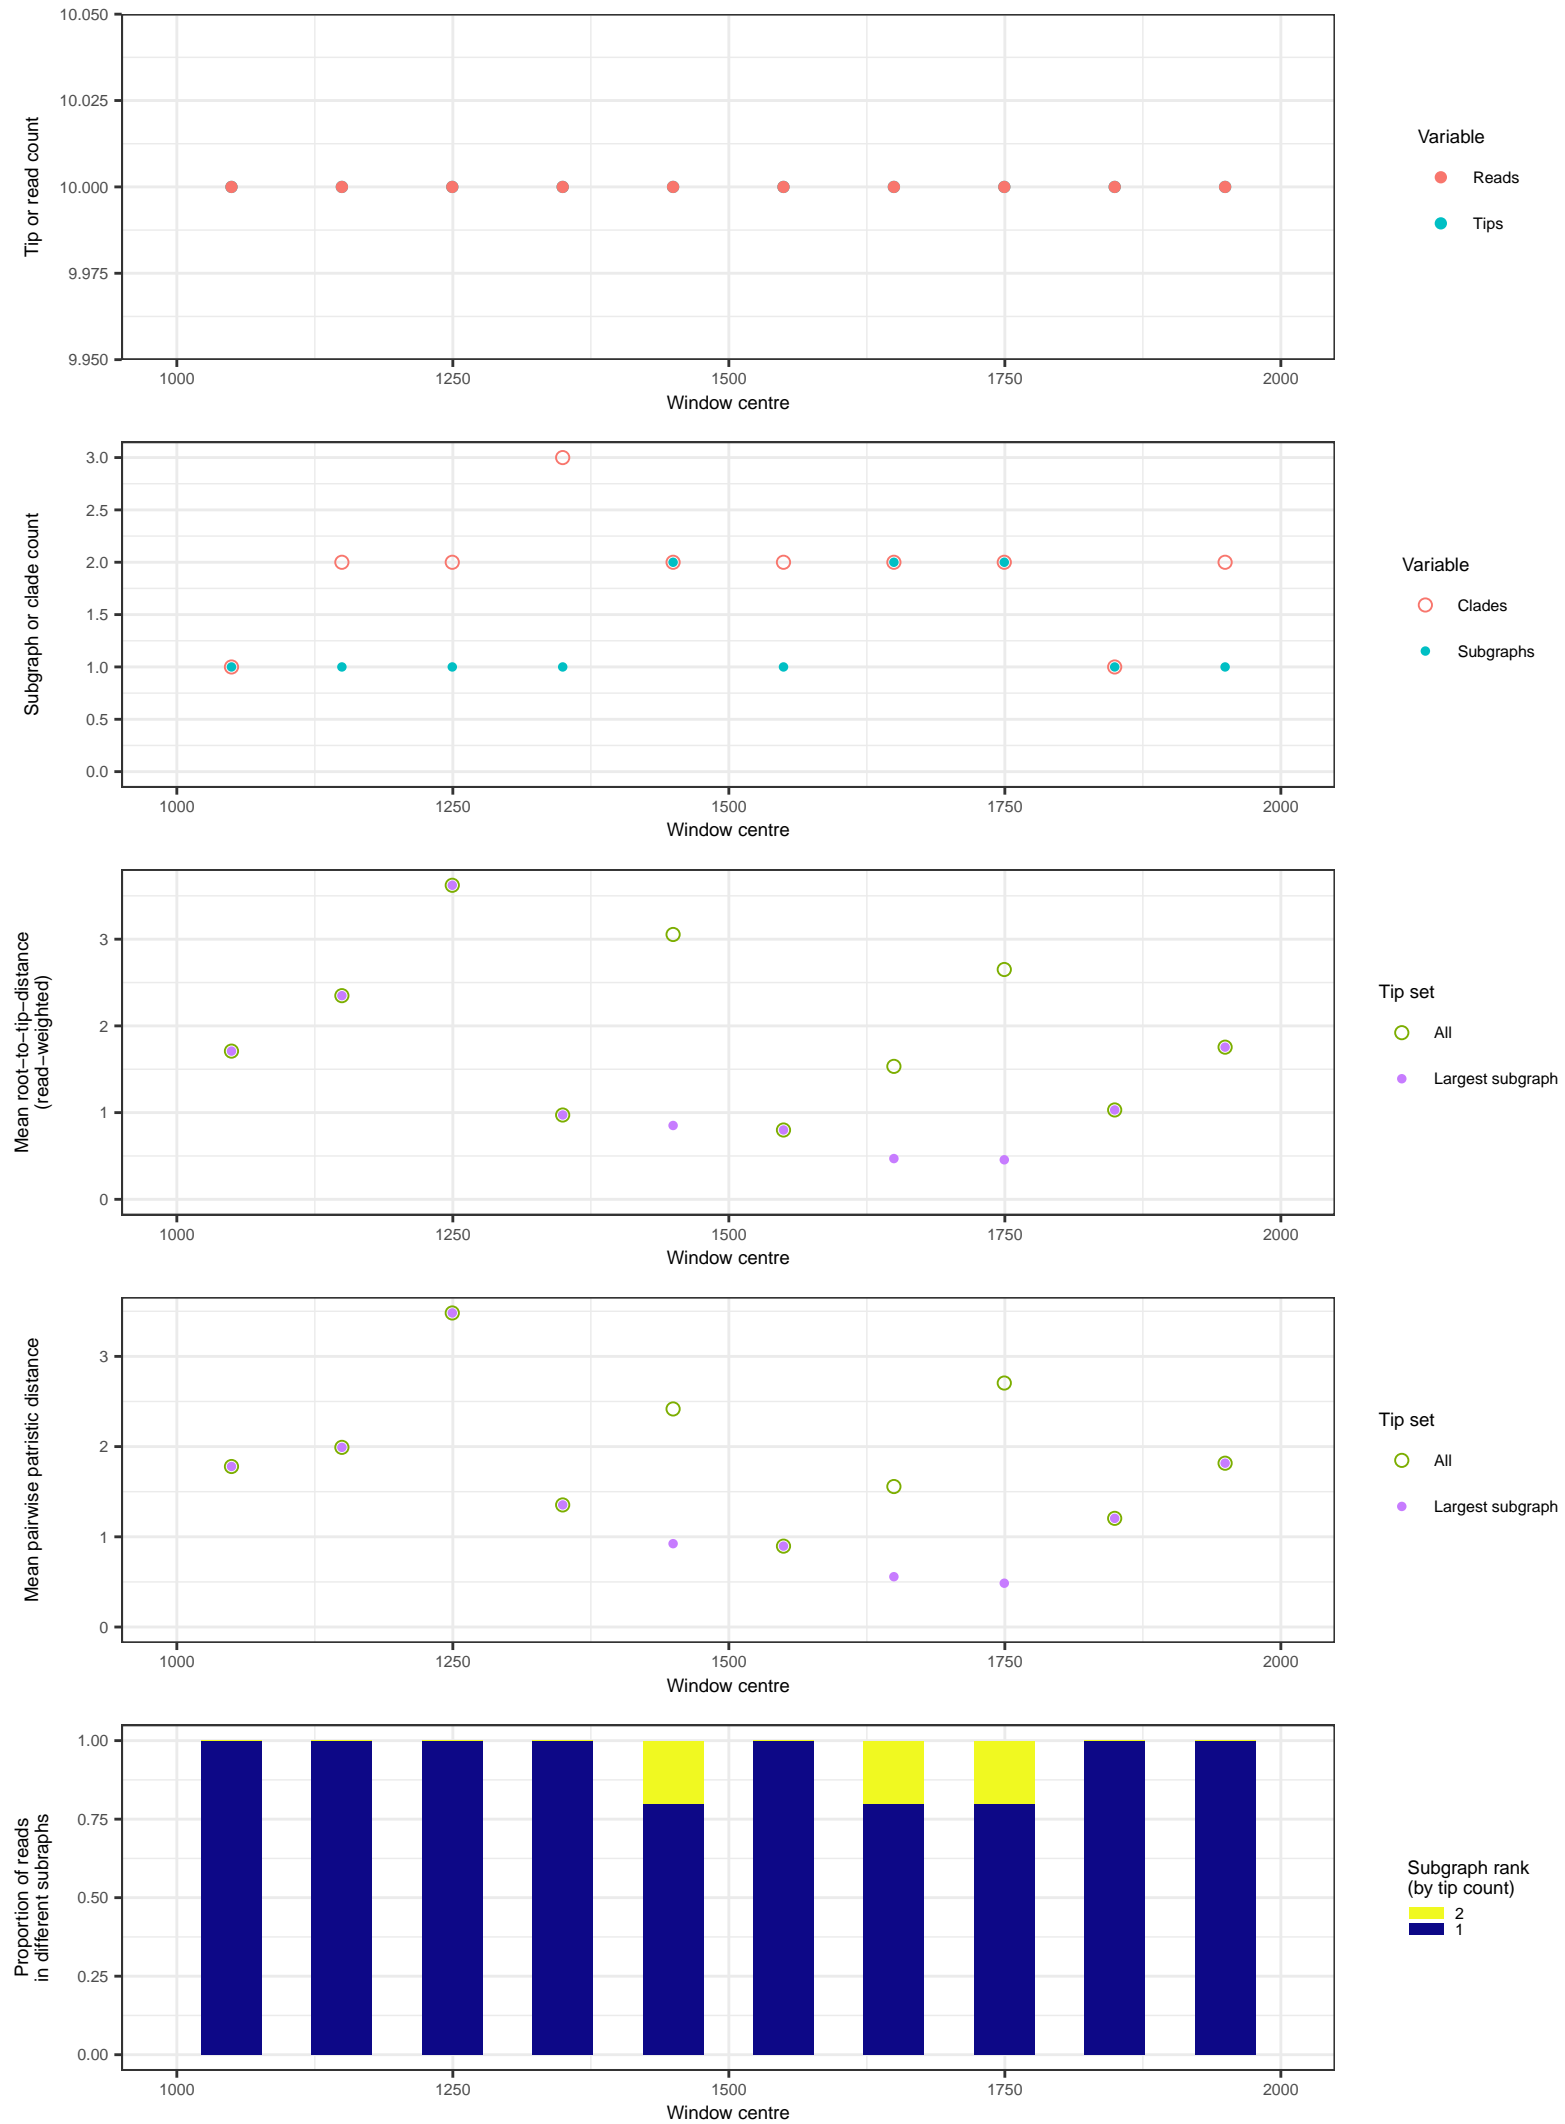 10.050
10.025
10.000
9.975
9.950
Tip or read count
1000 1250 1500 1750 2000
Window centre
Variable
Reads
Tips
3.0
2.5
2.0
1.5
1.0
0.5
0.0
Subgraph or clade count
1000 1250 1500 1750 2000
Window centre
Variable
Clades
Subgraphs
3
2
1
0
Mean root−to−tip−distance
(read−weighted)
1000 1250 1500 1750 2000
Window centre
Tip set
All
Largest subgraph
3
2
1
0
Mean pairwise patristic distance
1000 1250 1500 1750 2000
Window centre
Tip set
All
Largest subgraph
1.00
0.75
0.50
0.25
0.00
Proportion of reads
in different subraphs
1000 1250 1500 1750 2000
Window centre
Subgraph rank
(by tip count)
2
1